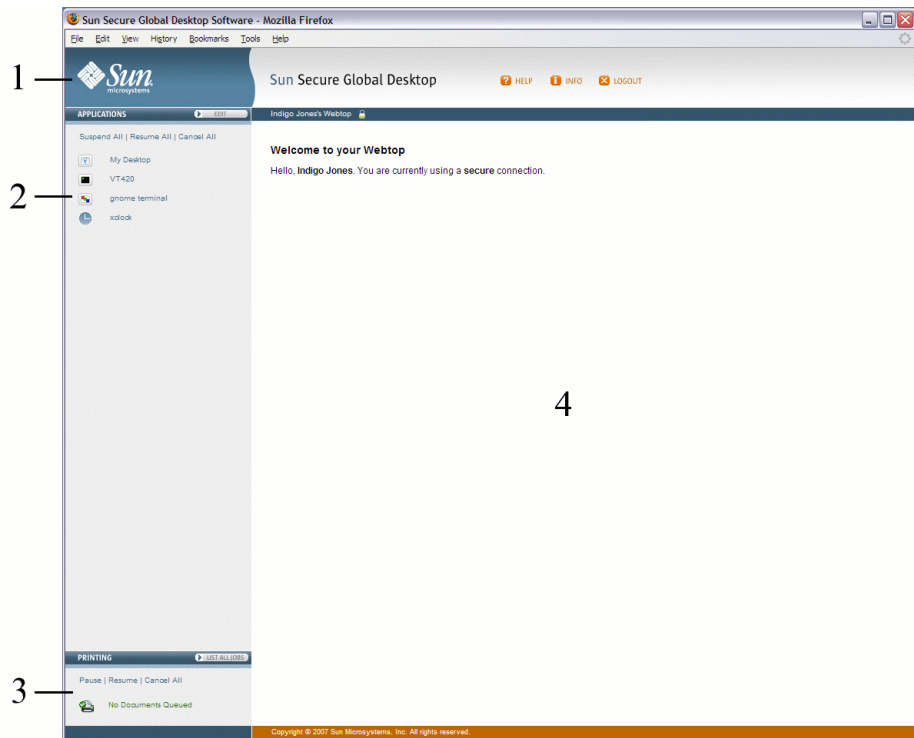 Sun Secure Global Desktop Software - Mozilla Firefox
File Edit View History Bookmarks Tools Help
1
Sun
microsystems
Sun Secure Global Desktop
HELP INFO LOGOUT
APPLICATIONS EDIT
Indigo Jones's Webtop
Suspend All | Resume All | Cancel All
My Desktop
VT420
2
gnome terminal
xclock
Welcome to your Webtop
Hello, Indigo Jones. You are currently using a secure connection.
4
PRINTING LIST ALL JOBS
Pause | Resume | Cancel All
3
No Documents Queued
Copyright © 2007 Sun Microsystems, Inc. All rights reserved.